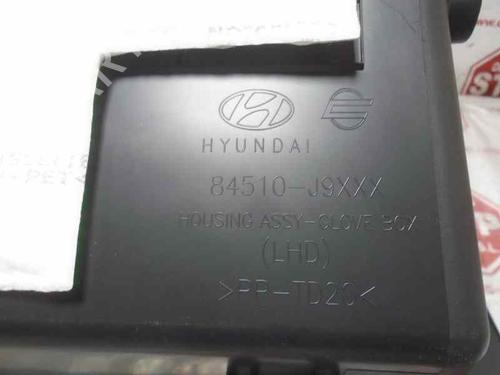 HYUNDAI
84510-J9XXX
HOUSING ASSY-GLOVE BOX
(LHD)
>PP-TD20<